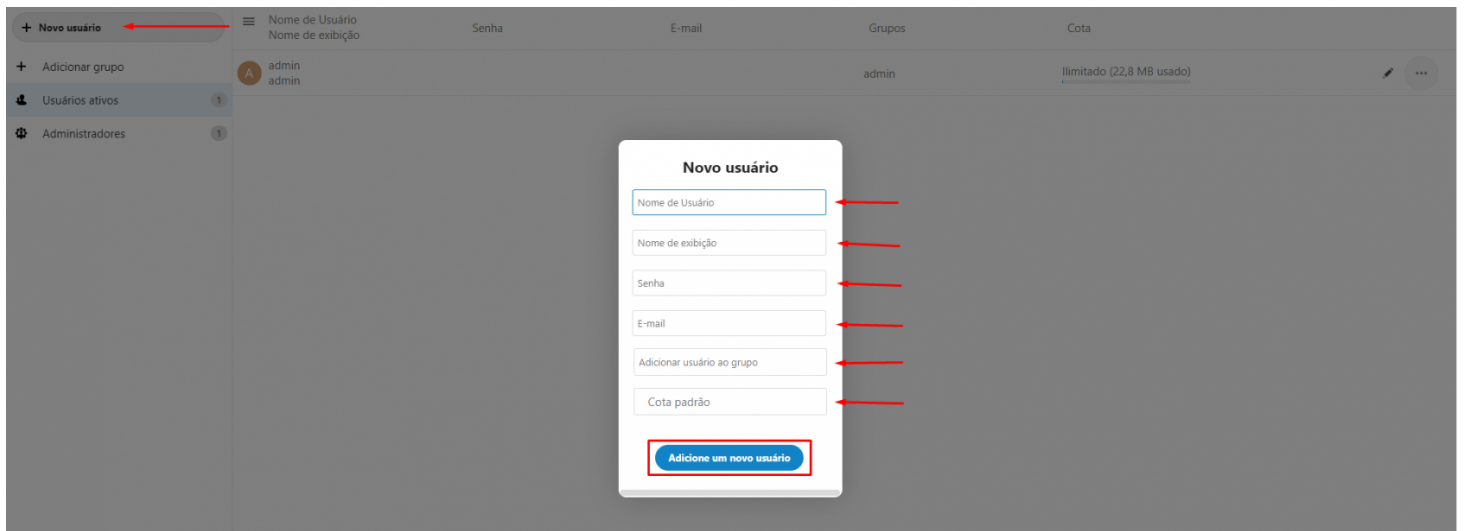 + Novo usuário
Nome de Usuário
Nome de exibição
Senha
E-mail
Grupos
Cota
+ Adicionar grupo
Usuários ativos 1
Administradores 1
A
admin
admin
admin
Ilimitado (22,8 MB usado)
...
Novo usuário
Nome de Usuário
Nome de exibição
Senha
E-mail
Adicionar usuário ao grupo
Cota padrão
Adicione um novo usuário